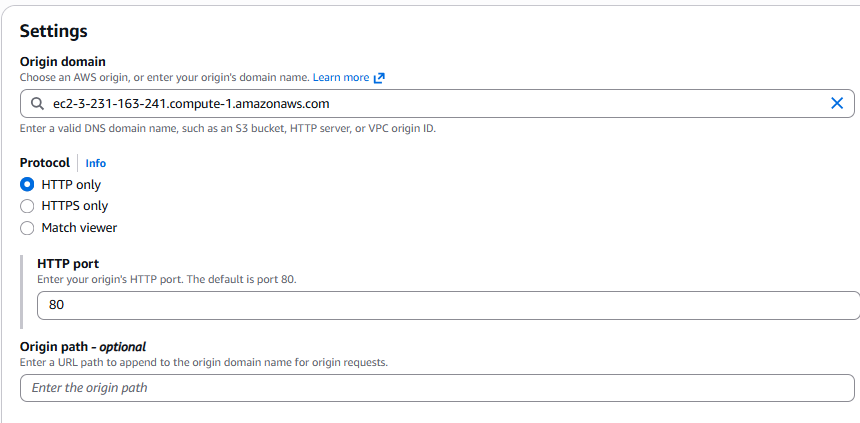 Settings
Origin domain
Choose an AWS origin, or enter your origin's domain name. Learn more
ec2-3-231-163-241.compute-1.amazonaws.com
Enter a valid DNS domain name, such as an S3 bucket, HTTP server, or VPC origin ID.
Protocol Info
HTTP only
HTTPS only
Match viewer
HTTP port
Enter your origin's HTTP port. The default is port 80.
80
Origin path - optional
Enter a URL path to append to the origin domain name for origin requests.
Enter the origin path